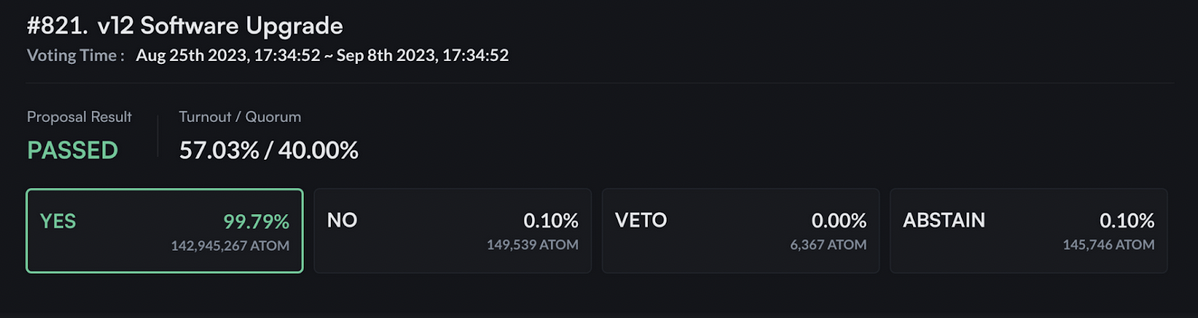 #821. v12 Software Upgrade
Voting Time : Aug 25th 2023, 17:34:52 ~ Sep 8th 2023, 17:34:52
Proposal Result Turnout / Quorum
PASSED 57.03% / 40.00%
YES 99.79% NO 0.10% VETO 0.00% ABSTAIN 0.10%
142,945,267 ATOM 149,539 ATOM 6,367 ATOM 145,746 ATOM